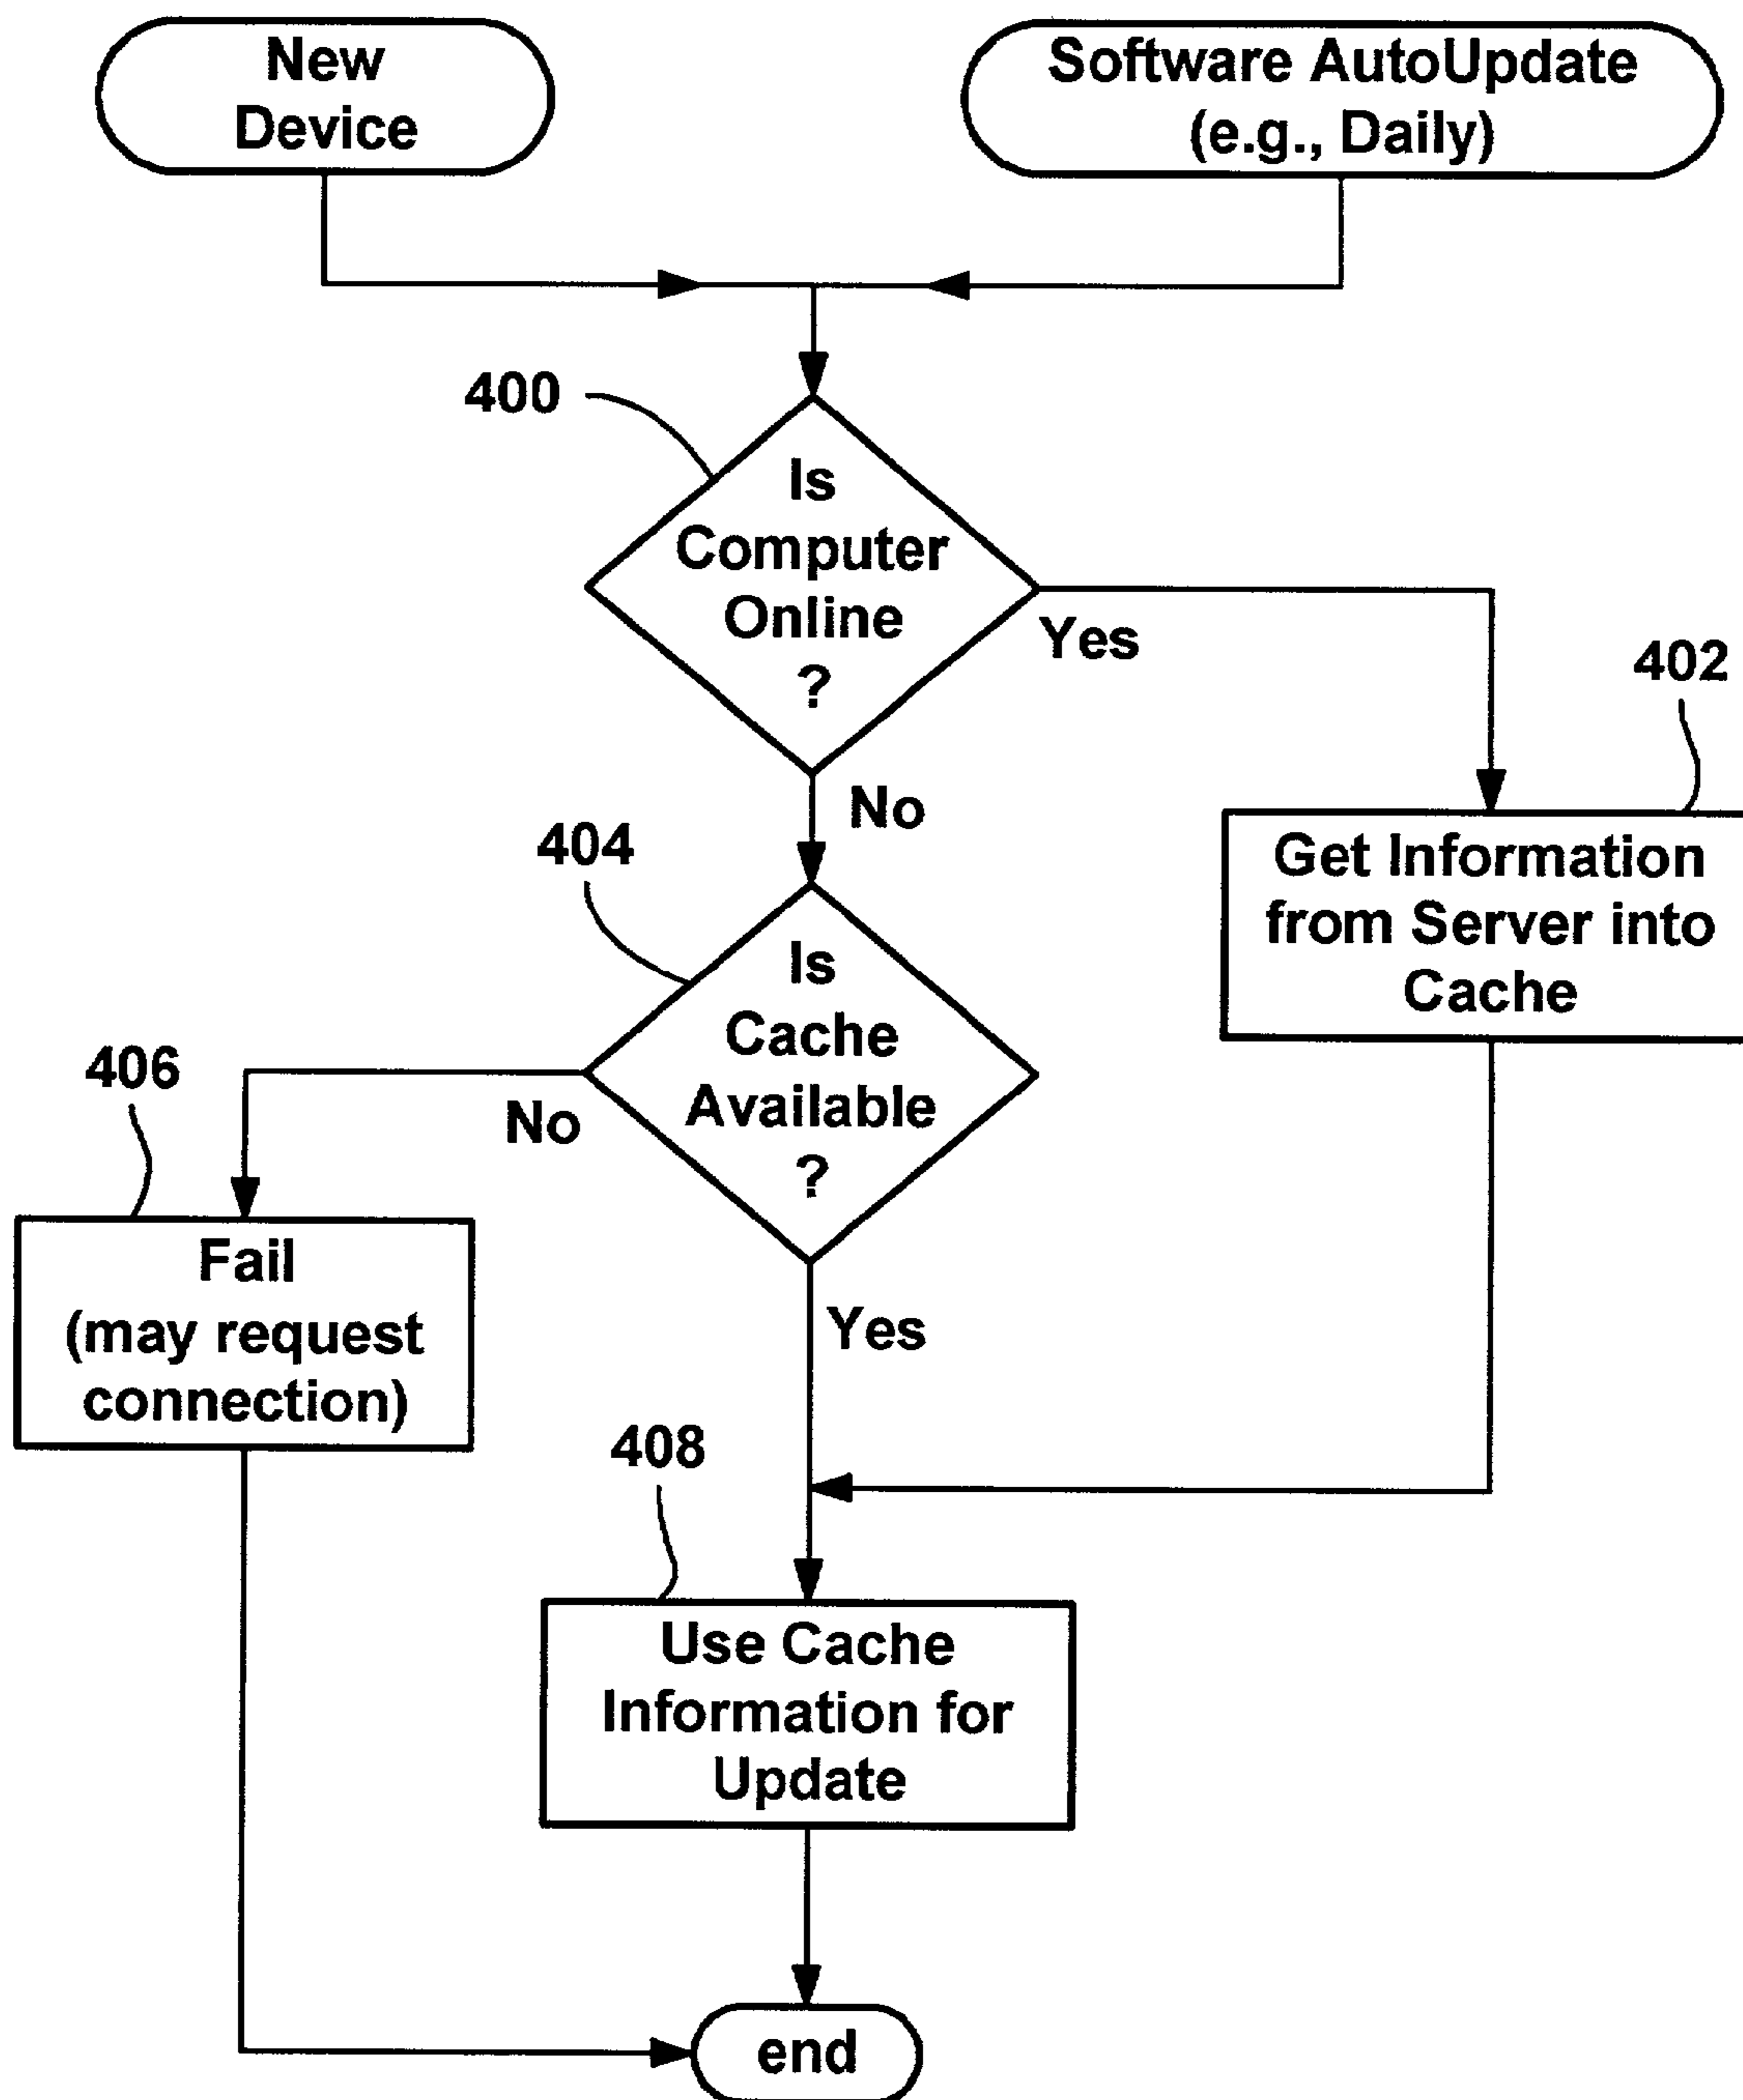 New
Device
Software AutoUpdate
(e.g., Daily)
400
Is
Computer
Online
?
Yes
402
No
Get Information
from Server into
Cache
404
Is
Cache
Available
?
406
No
Fail
(may request
connection)
Yes
408
Use Cache
Information for
Update
end